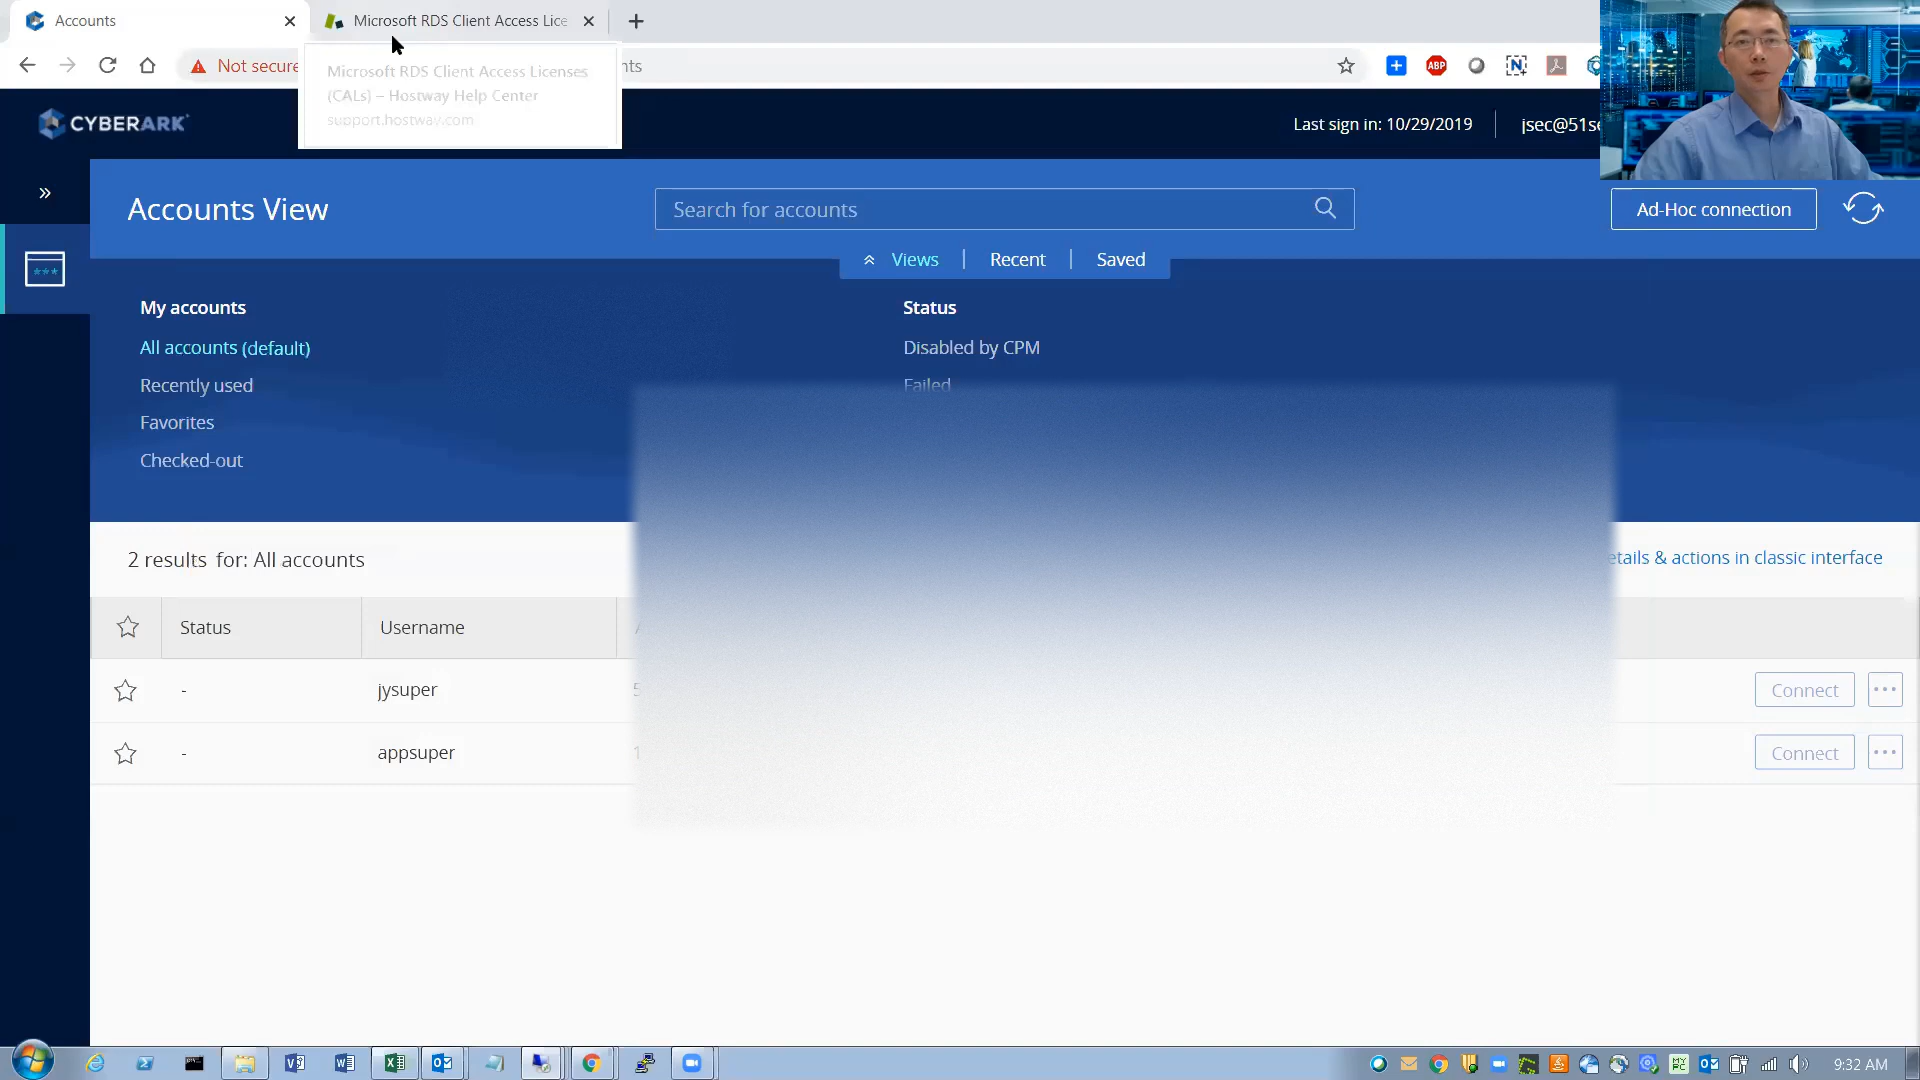 Accounts
Microsoft RDS Client Access Lice
Not secure
nts
ABP
Microsoft RDS Client Access Licenses
(CALs) – Hostway Help Center
support.hostway.com
CYBERARK
Last sign in: 10/29/2019
jsec@51se
Accounts View
Search for accounts
Ad-Hoc connection
Views
Recent
Saved
My accounts
Status
All accounts (default)
Disabled by CPM
Recently used
Failed
Favorites
Checked-out
2 results for: All accounts
etails & actions in classic interface
Status
Username
jysuper
Connect
appsuper
Connect
9:32 AM